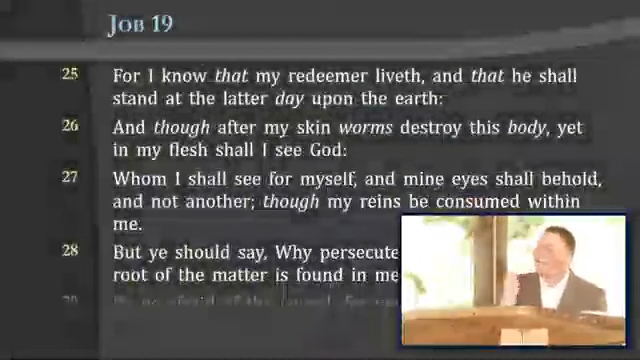 JOB 19
25 For I know that my redeemer liveth, and that he shall
stand at the latter day upon the earth:
26 And though after my skin worms destroy this body, yet
in my flesh shall I see God:
27 Whom I shall see for myself, and mine eyes shall behold,
and not another; though my reins be consumed within
me.
28 But ye should say, Why persecute
root of the matter is found in me